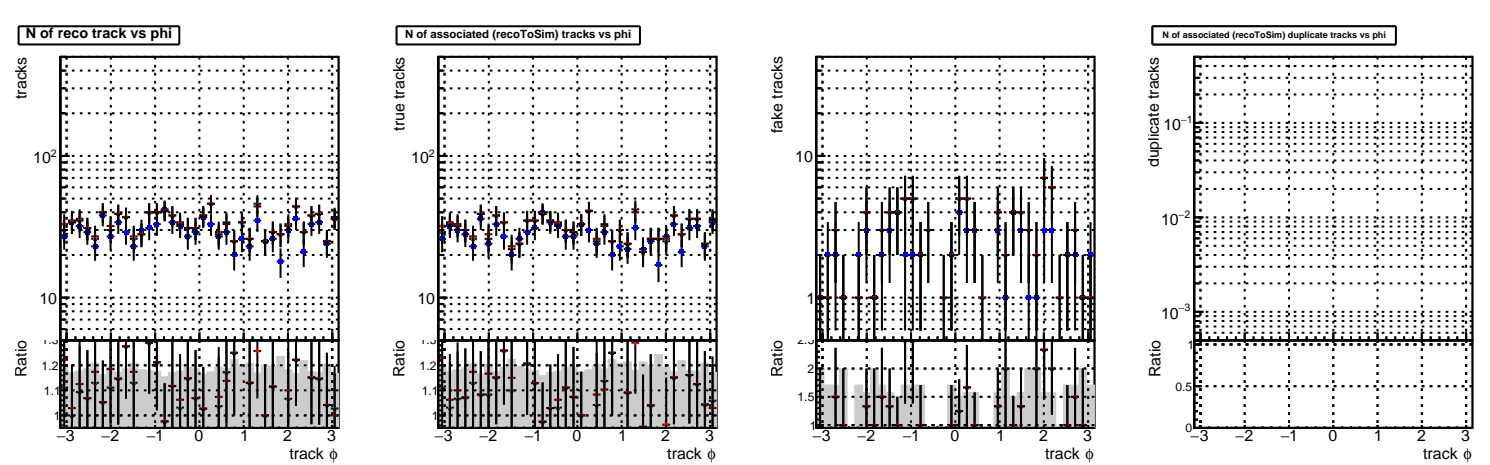 N of reco track vs phi
tracks
10²
10
Ratio
1.3
1.2
1.1
1
−3 −2 −1 0 1 2 3
track ϕ
N of associated (recoToSim) tracks vs phi
true tracks
10²
10
Ratio
1.3
1.2
1.1
1
−3 −2 −1 0 1 2 3
track ϕ
fake tracks
10
1
Ratio
2.5
2
1.5
1
−3 −2 −1 0 1 2 3
track ϕ
N of associated (recoToSim) duplicate tracks vs phi
duplicate tracks
10⁻¹
10⁻²
10⁻³
Ratio
1
0.5
0
−3 −2 −1 0 1 2 3
track ϕ